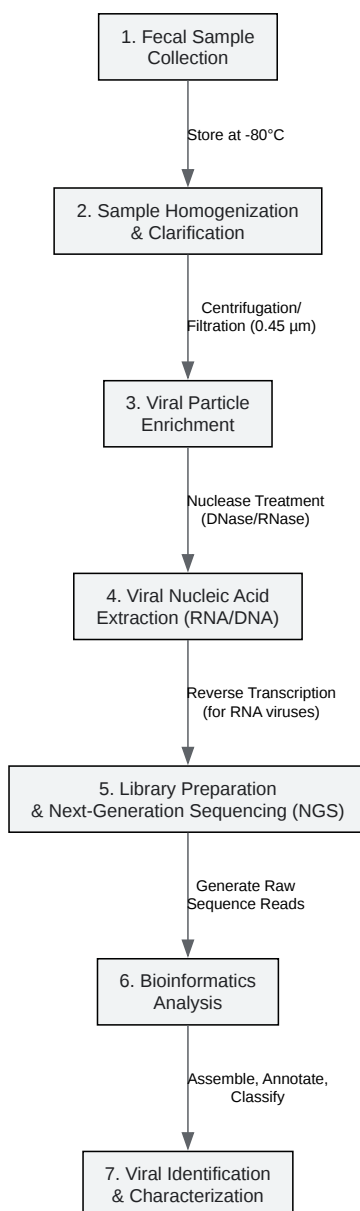 1. Fecal Sample
Collection
Store at -80°C
2. Sample Homogenization
& Clarification
Centrifugation/
Filtration (0.45 µm)
3. Viral Particle
Enrichment
Nuclease Treatment
(DNase/RNase)
4. Viral Nucleic Acid
Extraction (RNA/DNA)
Reverse Transcription
(for RNA viruses)
5. Library Preparation
& Next-Generation Sequencing (NGS)
Generate Raw
Sequence Reads
6. Bioinformatics
Analysis
Assemble, Annotate,
Classify
7. Viral Identification
& Characterization